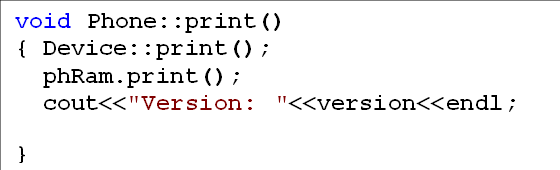 void Phone::print()
{ Device::print();
phRam.print();
cout<<"Version: "<<version<<endl;
}